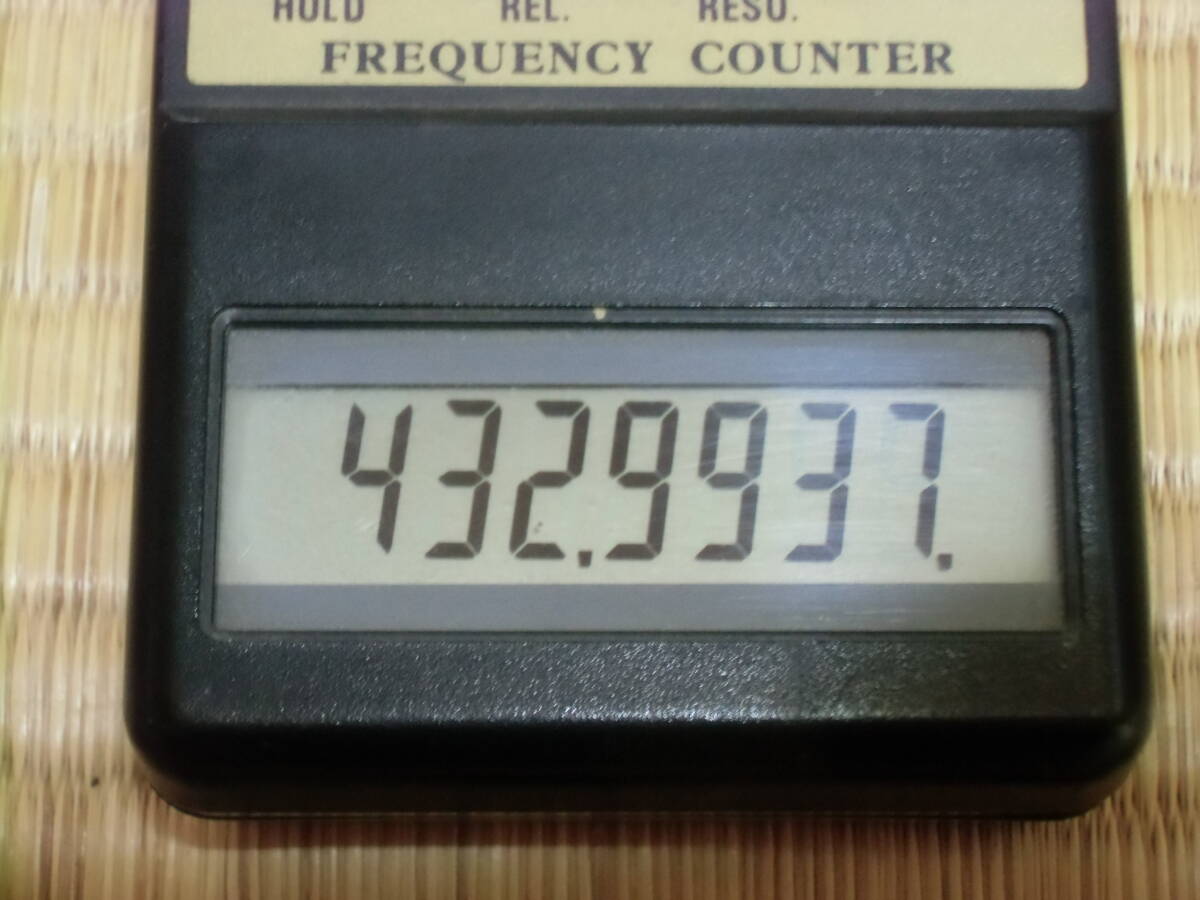 HOLD REL. RESO.
FREQUENCY COUNTER
432.9937.